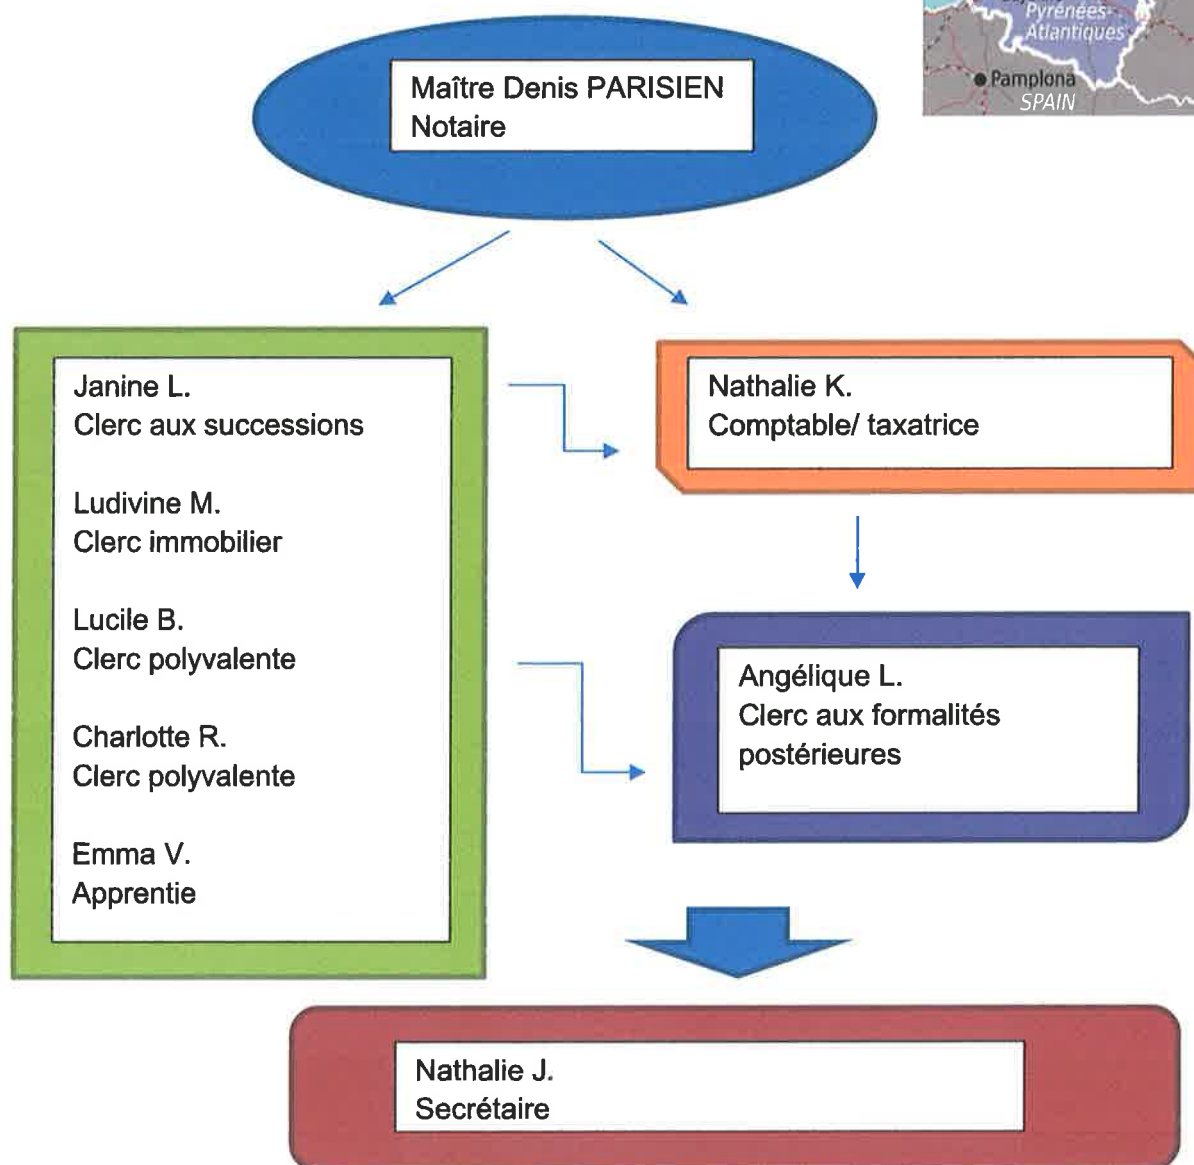 Pyrénées-
Atlantiques
Pamplona
SPAIN
Maître Denis PARISIEN
Notaire
Janine L.
Clerc aux successions
Ludivine M.
Clerc immobilier
Lucile B.
Clerc polyvalente
Charlotte R.
Clerc polyvalente
Emma V.
Apprentie
Nathalie K.
Comptable/ taxatrice
Angélique L.
Clerc aux formalités
postérieures
Nathalie J.
Secrétaire